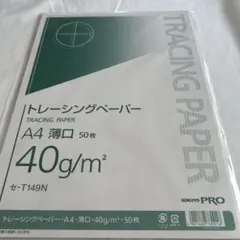 TRACING PAPER
トレーシングペーパー
TRACING PAPER
A4 薄口 50枚
40g/m²
セ-T149N
トレーシングペーパー・A4・薄口・40g/m²・50枚
KOKUYO PRO